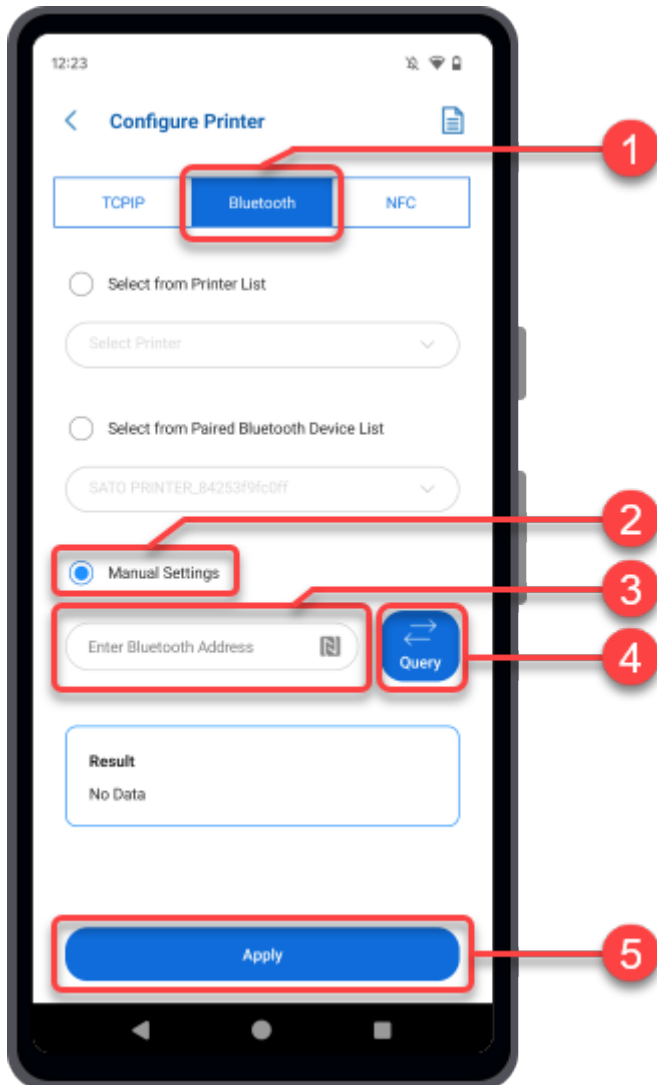 12:23
Configure Printer
1
TCPIP Bluetooth NFC
Select from Printer List
Select Printer
Select from Paired Bluetooth Device List
SATO PRINTER_84253f9fc0ff
2
Manual Settings
3
Enter Bluetooth Address
Query
4
Result
No Data
Apply
5